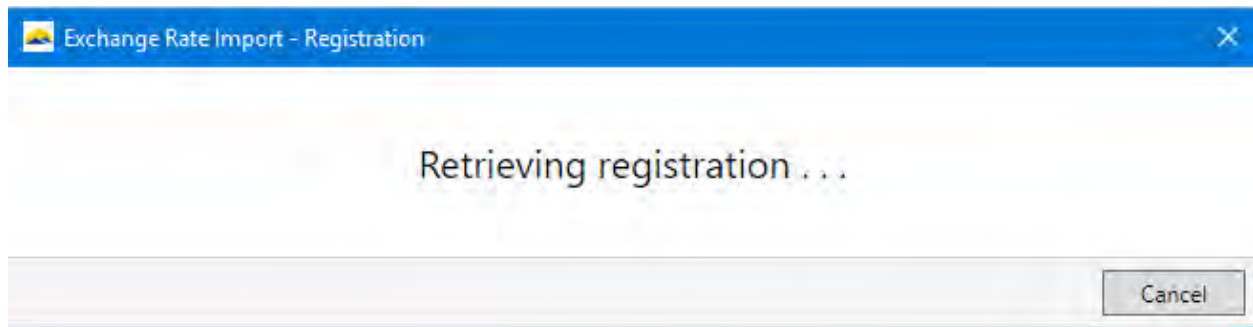 Exchange Rate Import - Registration
Retrieving registration . . .
Cancel